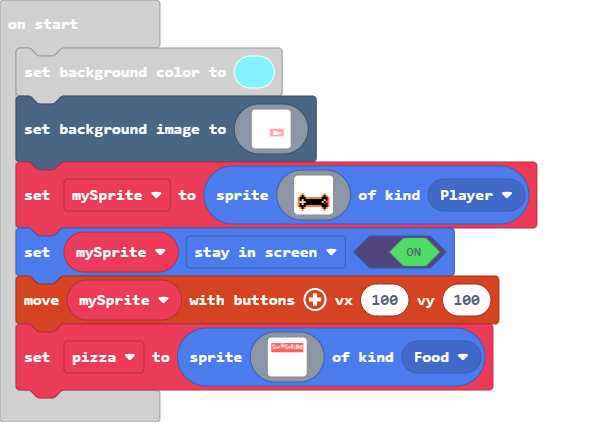 on start
set background color to
set background image to
set mySprite to sprite of kind Player
set mySprite stay in screen ON
move mySprite with buttons vx 100 vy 100
set pizza to sprite of kind Food